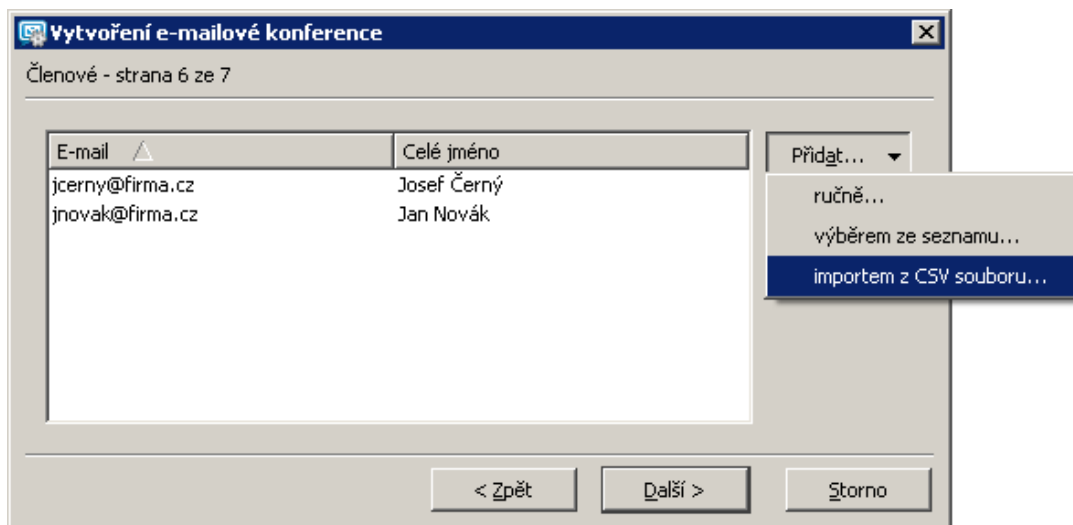 Vytvoření e-mailové konference
Členové - strana 6 ze 7
E-mail Celé jméno Přidat...
jcerny@firma.cz Josef Černý
jnovak@firma.cz Jan Novák
ručně...
výběrem ze seznamu...
importem z CSV souboru...
< Zpět Další > Storno